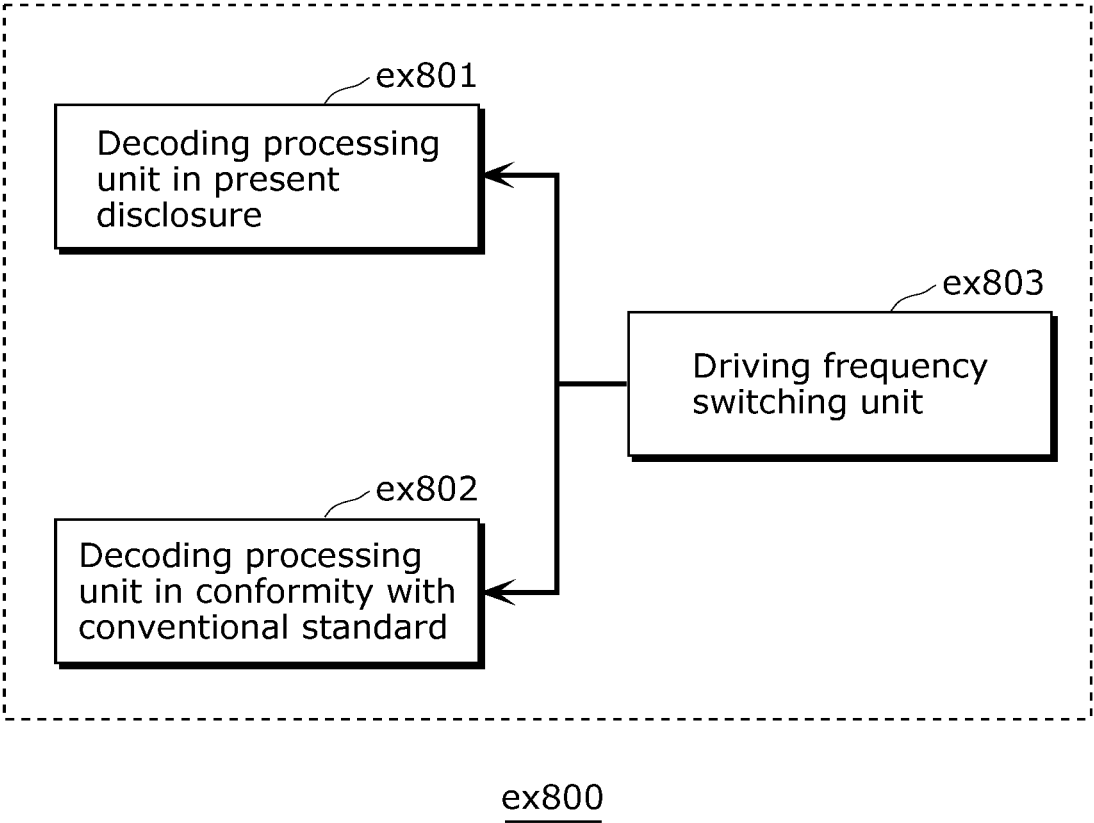 ex801
Decoding processing
unit in present
disclosure
ex803
Driving frequency
switching unit
ex802
Decoding processing
unit in conformity with
conventional standard
ex800